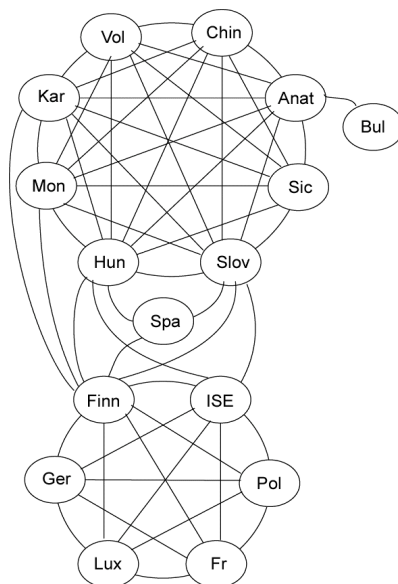 Vol
Chin
Kar
Anat
Bul
Mon
Sic
Hun
Slov
Spa
Finn
ISE
Ger
Pol
Lux
Fr